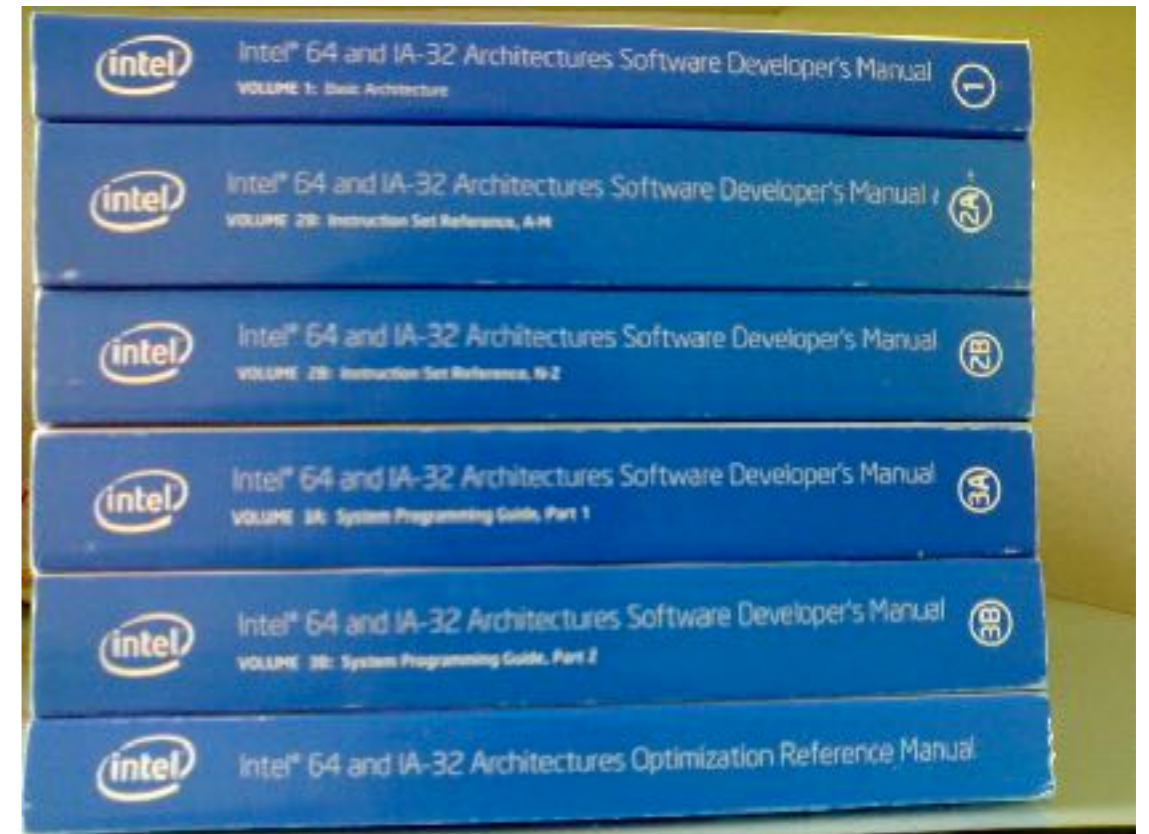 intel
Intel® 64 and IA-32 Architectures Software Developer's Manual
VOLUME 1: Basic Architecture
1
intel
Intel® 64 and IA-32 Architectures Software Developer's Manual
VOLUME 2B: Instruction Set Reference, A-M
2A
intel
Intel® 64 and IA-32 Architectures Software Developer's Manual
VOLUME 2B: Instruction Set Reference, N-Z
2B
intel
Intel® 64 and IA-32 Architectures Software Developer's Manual
VOLUME 3A: System Programming Guide, Part 1
3A
intel
Intel® 64 and IA-32 Architectures Software Developer's Manual
VOLUME 3B: System Programming Guide, Part 2
3B
intel
Intel® 64 and IA-32 Architectures Optimization Reference Manual